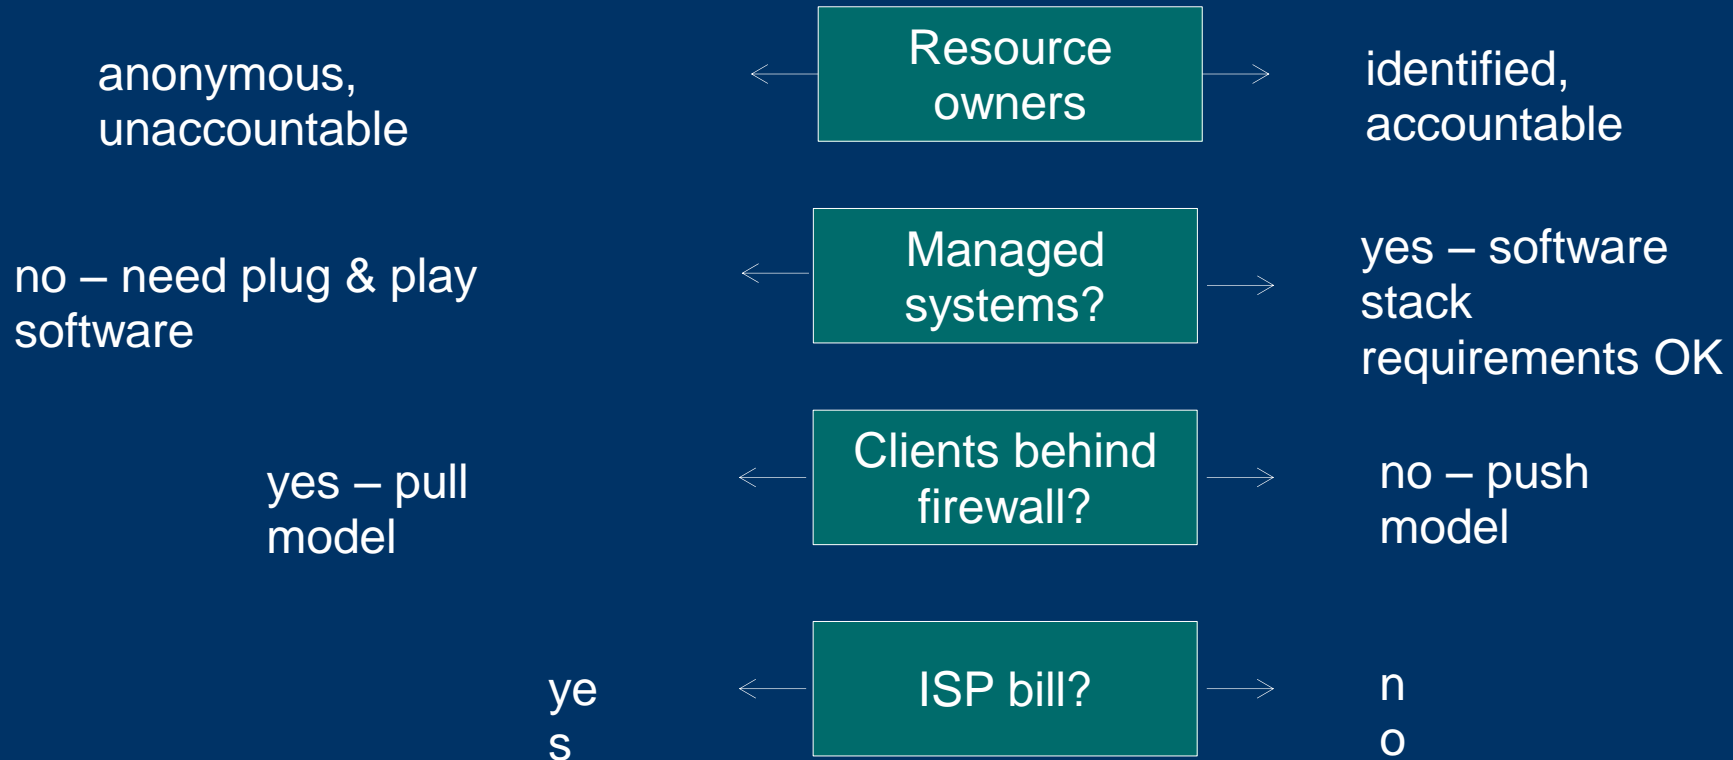 anonymous,
unaccountable
Resource
owners
identified,
accountable
no – need plug & play
software
Managed
systems?
yes – software
stack
requirements OK
yes – pull
model
Clients behind
firewall?
no – push
model
ye
s
ISP bill?
n
o